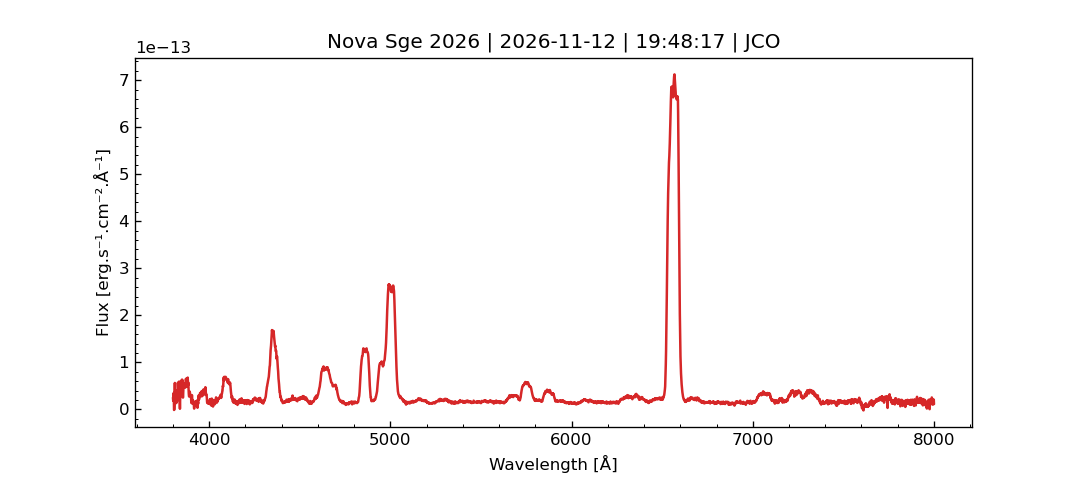 Nova Sge 2026 | 2026-11-12 | 19:48:17 | JCO
1e−13
7
6
5
4
3
2
1
0
Flux [erg.s⁻¹.cm⁻².Å⁻¹]
4000 5000 6000 7000 8000
Wavelength [Å]